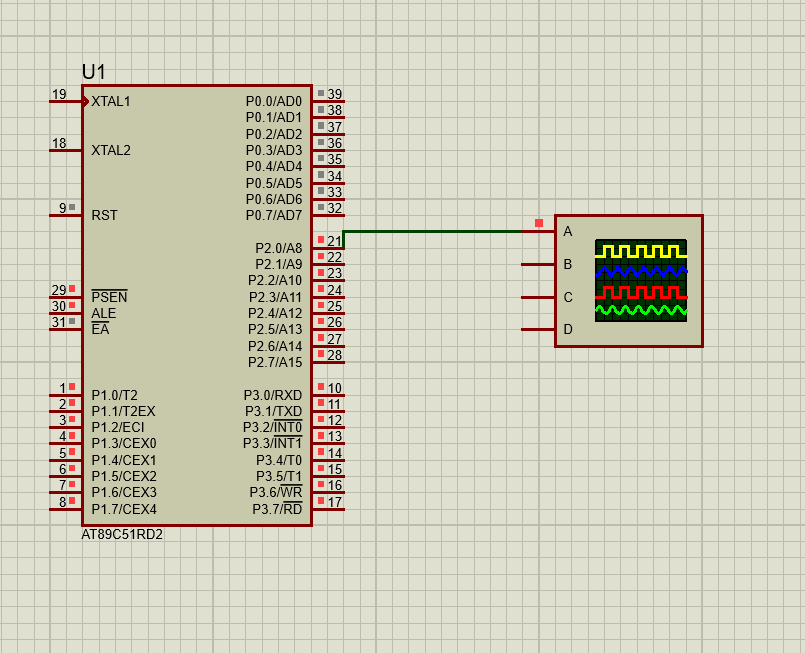 U1
19 XTAL1 P0.0/AD0 39
P0.1/AD1 38
P0.2/AD2 37
18 XTAL2 P0.3/AD3 36
P0.4/AD4 35
P0.5/AD5 34
P0.6/AD6 33
9 RST P0.7/AD7 32
A
P2.0/A8 21
P2.1/A9 22
B
P2.2/A10 23
29 PSEN P2.3/A11 24
C
30 ALE P2.4/A12 25
31 EA P2.5/A13 26
D
P2.6/A14 27
P2.7/A15 28
1 P1.0/T2 P3.0/RXD 10
2 P1.1/T2EX P3.1/TXD 11
3 P1.2/ECI P3.2/INT0 12
4 P1.3/CEX0 P3.3/INT1 13
5 P1.4/CEX1 P3.4/T0 14
6 P1.5/CEX2 P3.5/T1 15
7 P1.6/CEX3 P3.6/WR 16
8 P1.7/CEX4 P3.7/RD 17
AT89C51RD2